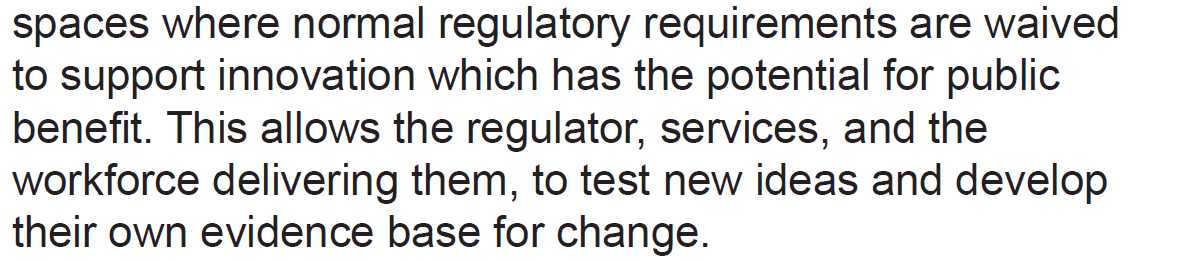 spaces where normal regulatory requirements are waived
to support innovation which has the potential for public
benefit. This allows the regulator, services, and the
workforce delivering them, to test new ideas and develop
their own evidence base for change.